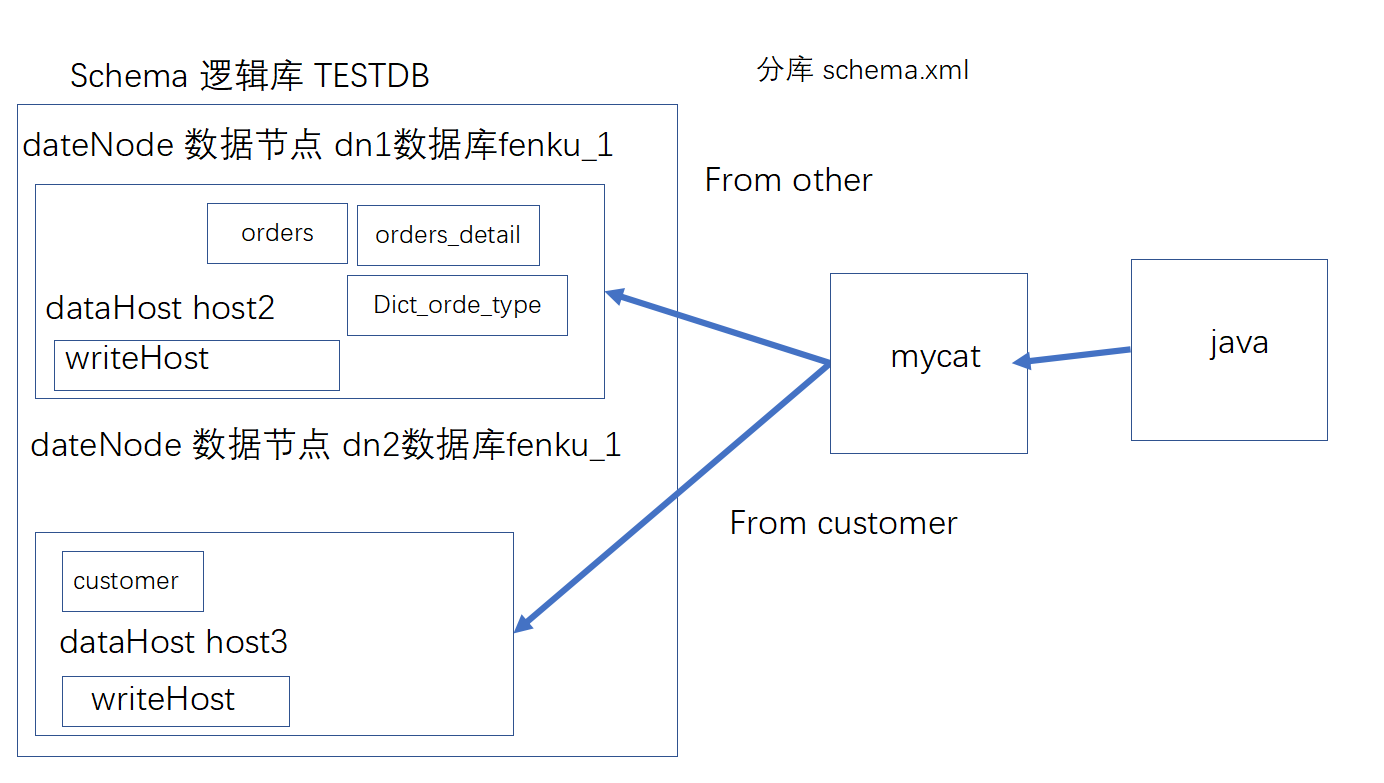 Schema 逻辑库 TESTDB
分库 schema.xml
dateNode 数据节点 dn1数据库fenku_1
From other
orders
orders_detail
dataHost host2
Dict_orde_type
writeHost
mycat
java
dateNode 数据节点 dn2数据库fenku_1
From customer
customer
dataHost host3
writeHost